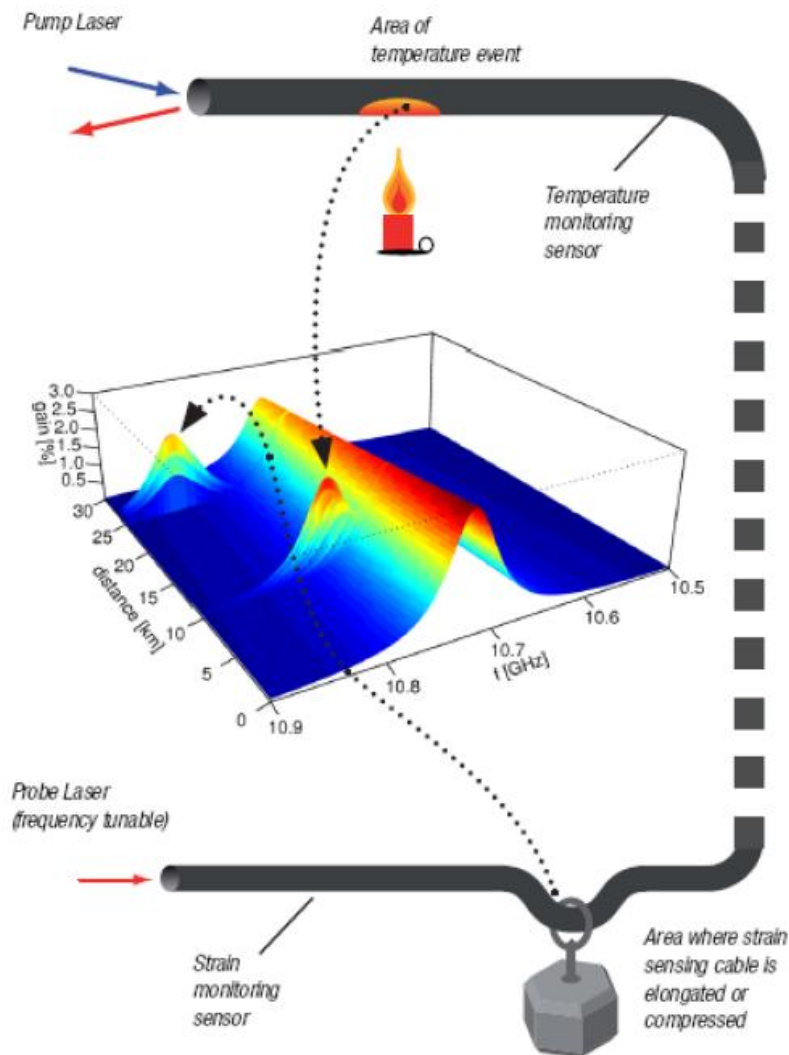 Pump Laser
Area of
temperature event
Temperature
monitoring
sensor
3.0
2.5
2.0
1.5
1.0
0.5
gain [%]
30
25
20
15
10
5
0
distance [km]
10.9
10.8
10.7
10.6
10.5
f [GHz]
Probe Laser
(frequency tunable)
Strain
monitoring
sensor
Area where strain
sensing cable is
elongated or
compressed